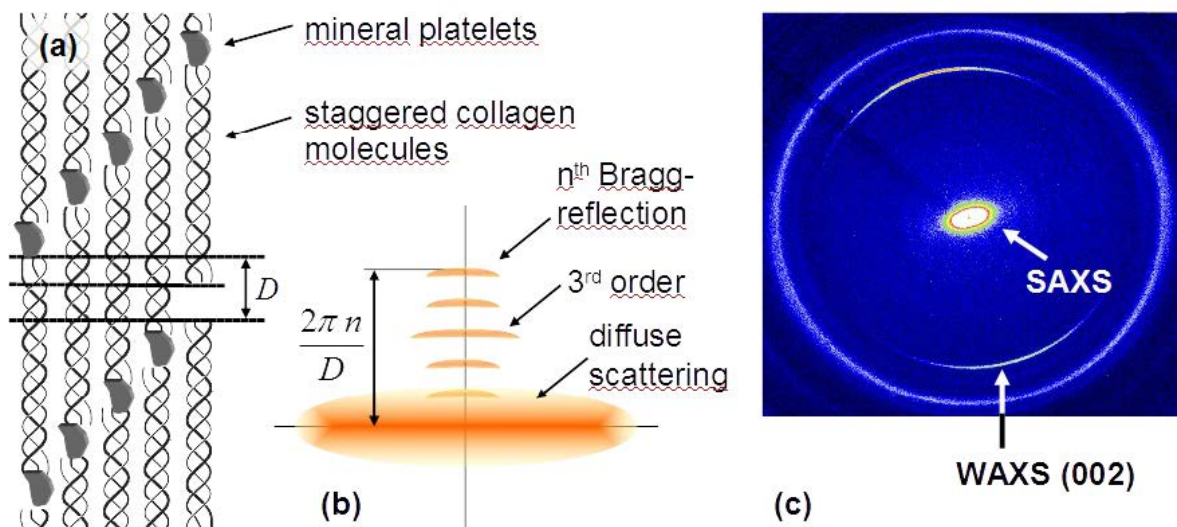 (a)
mineral platelets
staggered collagen
molecules
D
nth Bragg-
reflection
3rd order
diffuse
scattering
2π n
D
(b)
SAXS
WAXS (002)
(c)